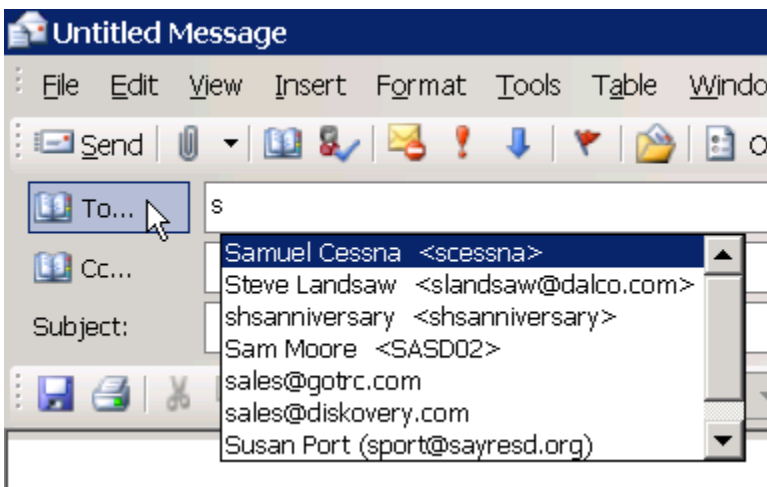 Untitled Message
File Edit View Insert Format Tools Table Windo
Send O
To... s
Samuel Cessna <scessna>
Cc...
Steve Landsaw <slandsaw@dalco.com>
shsanniversary <shsanniversary>
Subject:
Sam Moore <SASD02>
sales@gotrc.com
sales@diskovery.com
Susan Port (sport@sayresd.org)